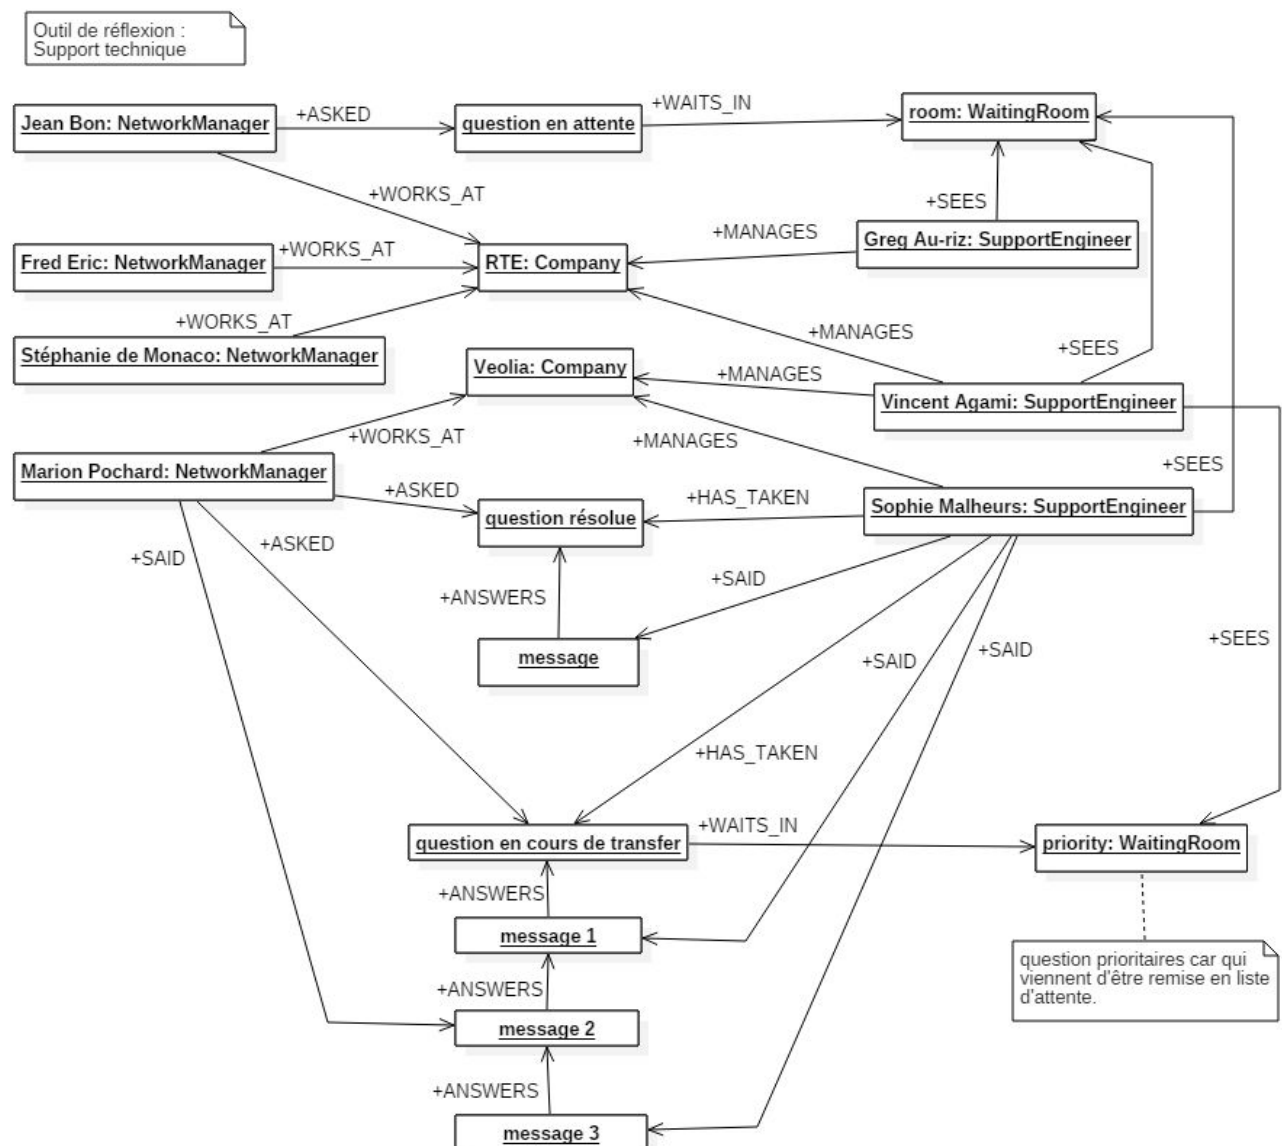 Outil de réflexion :
Support technique
Jean Bon: NetworkManager
+ASKED
question en attente
+WAITS_IN
room: WaitingRoom
+WORKS_AT
+SEES
+MANAGES
Greg Au-riz: SupportEngineer
Fred Eric: NetworkManager
+WORKS_AT
RTE: Company
+WORKS_AT
+MANAGES
+SEES
Stéphanie de Monaco: NetworkManager
Veolia: Company
+MANAGES
Vincent Agami: SupportEngineer
+WORKS_AT
+MANAGES
+SEES
Marion Pochard: NetworkManager
+ASKED
+HAS_TAKEN
Sophie Malheurs: SupportEngineer
question résolue
+SAID
+ASKED
+ANSWERS
+SAID
+SEES
message
+SAID
+SAID
+HAS_TAKEN
question en cours de transfer
+WAITS_IN
priority: WaitingRoom
+ANSWERS
message 1
question prioritaires car qui
viennent d'être remise en liste
d'attente.
+ANSWERS
message 2
+ANSWERS
message 3